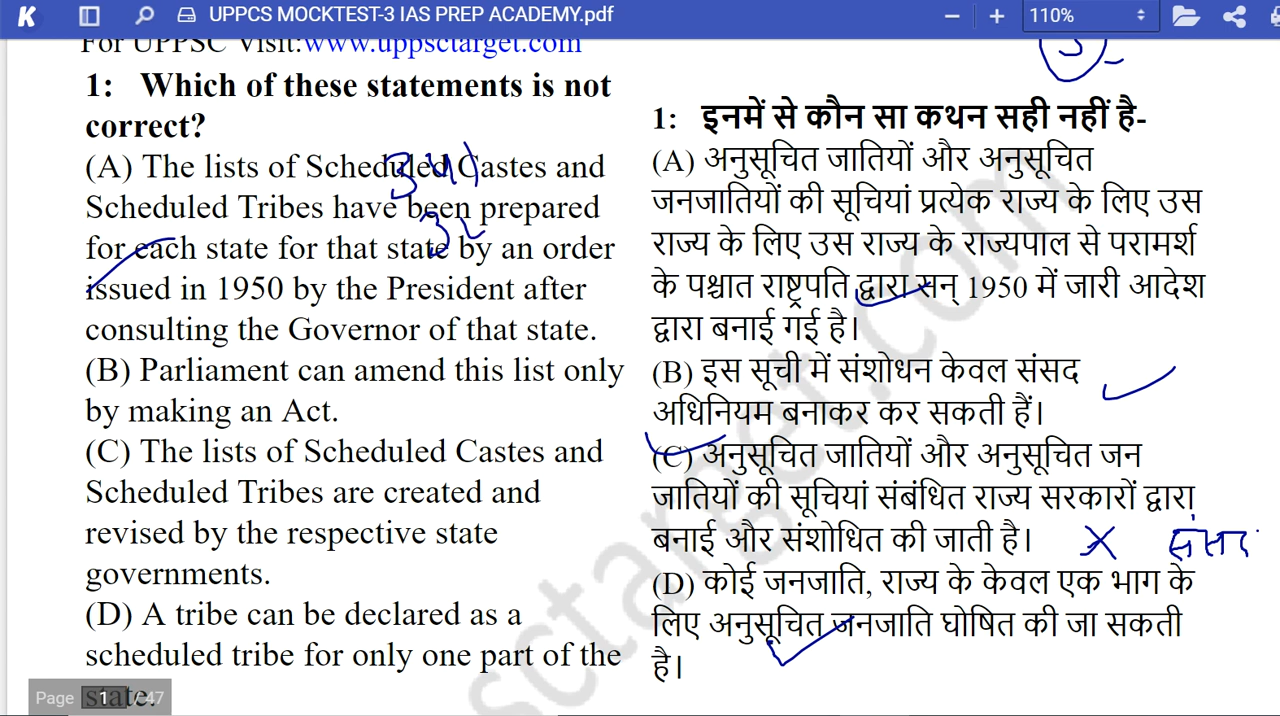 UPPCS MOCKTEST-3 IAS PREP ACADEMY.pdf
110%
For UPPSC Visit:www.uppsctarget.com
1: Which of these statements is not
correct?
(A) The lists of Scheduled Castes and
Scheduled Tribes have been prepared
for each state for that state by an order
issued in 1950 by the President after
consulting the Governor of that state.
(B) Parliament can amend this list only
by making an Act.
(C) The lists of Scheduled Castes and
Scheduled Tribes are created and
revised by the respective state
governments.
(D) A tribe can be declared as a
scheduled tribe for only one part of the
state.
341
Page 1 / 47
1: इनमें से कौन सा कथन सही नहीं है-
(A) अनुसूचित जातियों और अनुसूचित
जनजातियों की सूचियां प्रत्येक राज्य के लिए उस
राज्य के लिए उस राज्य के राज्यपाल से परामर्श
के पश्चात राष्ट्रपति द्वारा सन् 1950 में जारी आदेश
द्वारा बनाई गई है।
(B) इस सूची में संशोधन केवल संसद
अधिनियम बनाकर कर सकती हैं।
(C) अनुसूचित जातियों और अनुसूचित जन
जातियों की सूचियां संबंधित राज्य सरकारों द्वारा
बनाई और संशोधित की जाती है।
(D) कोई जनजाति, राज्य के केवल एक भाग के
लिए अनुसूचित जनजाति घोषित की जा सकती
है।
sctarget.com